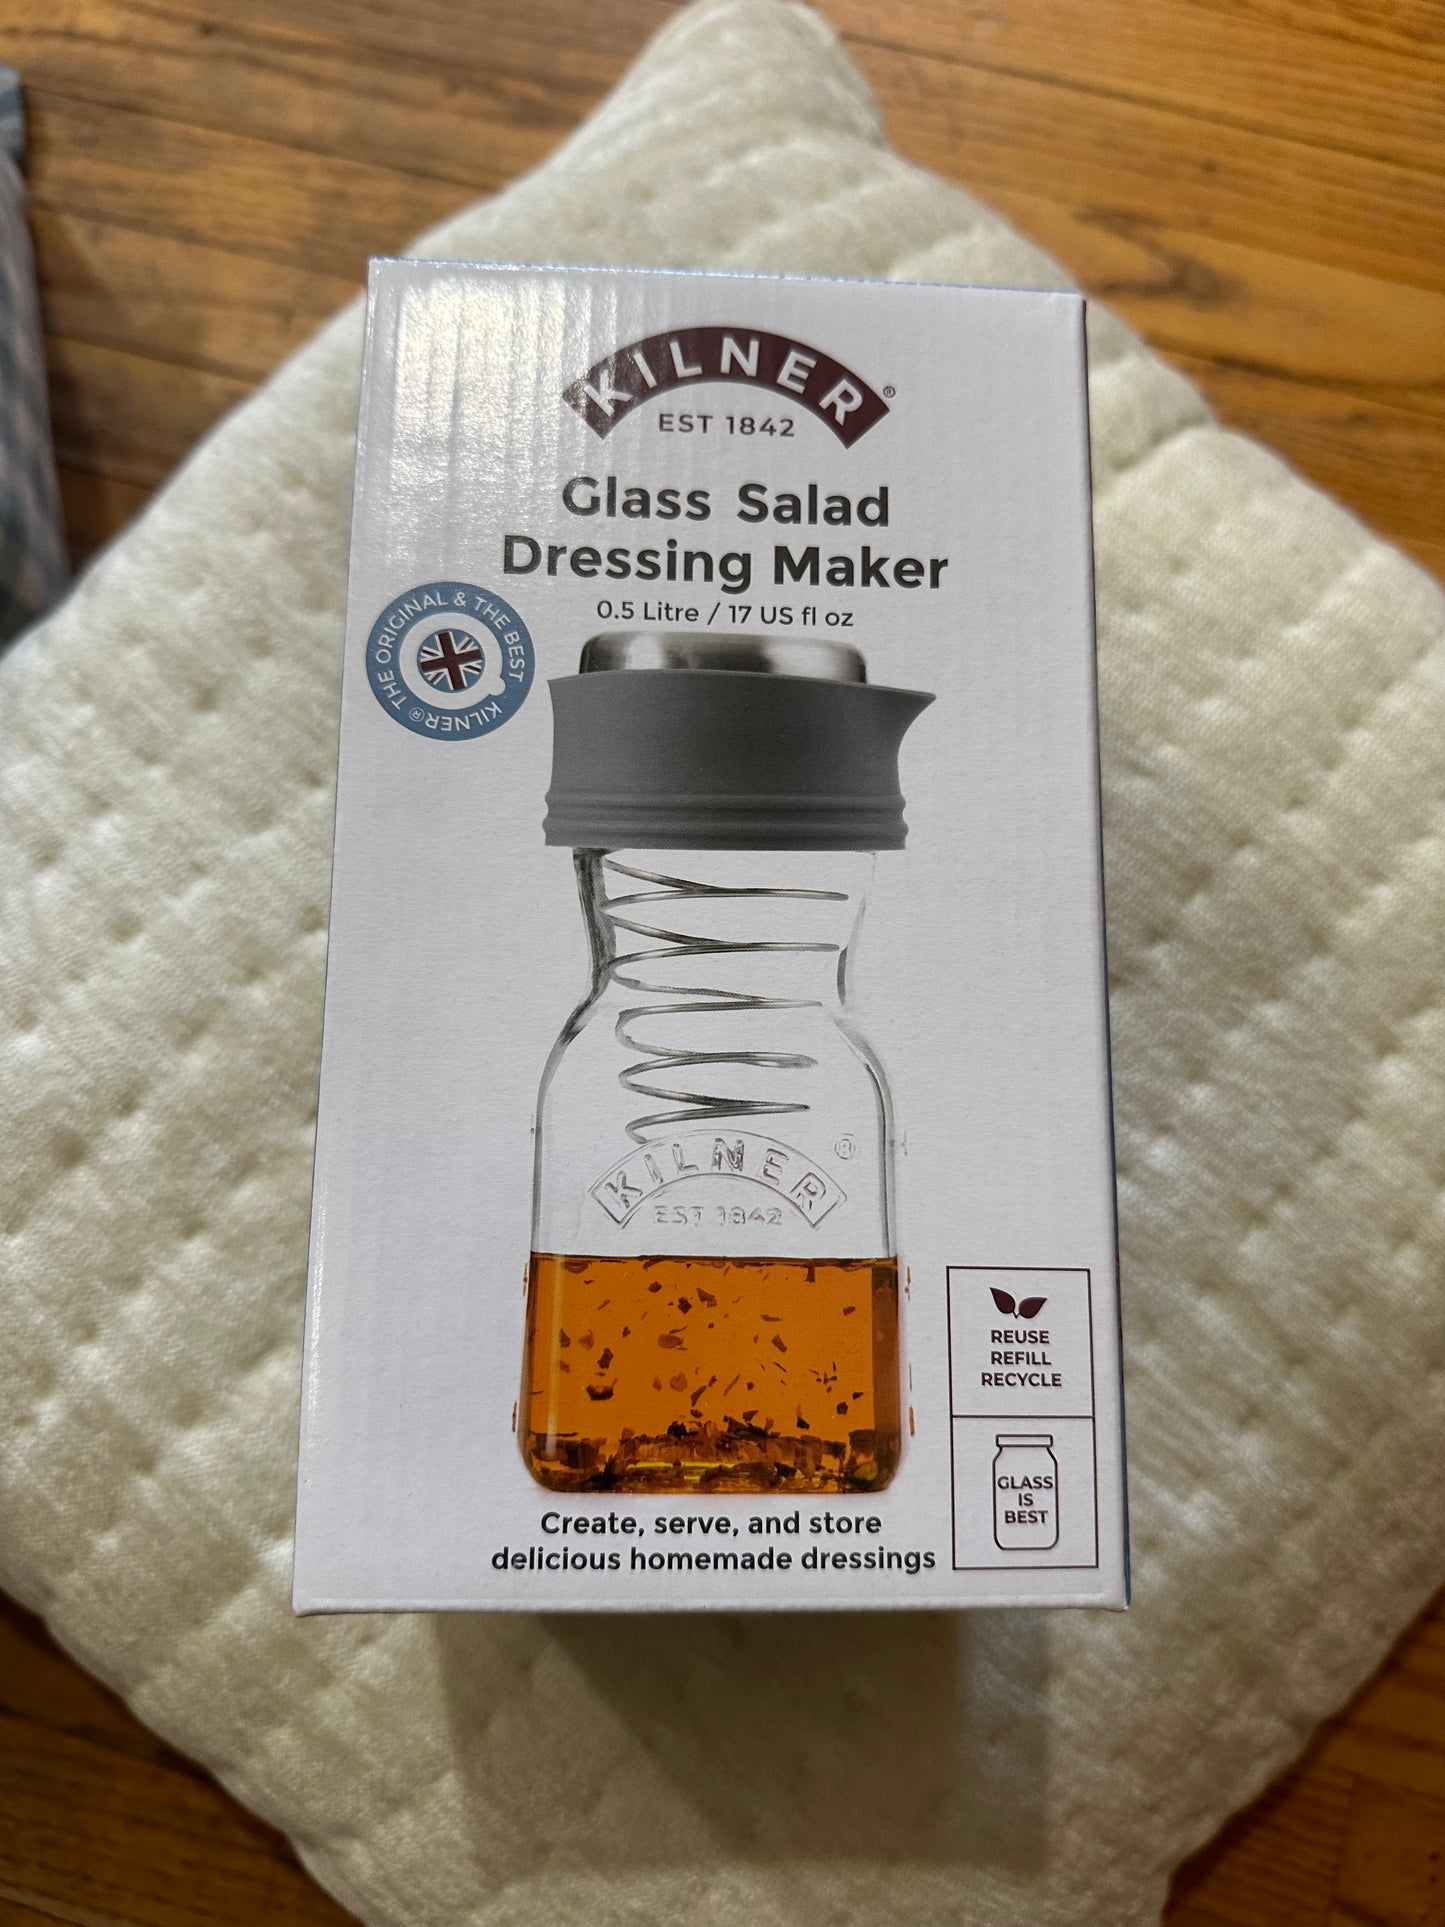 KILNER®
EST 1842
Glass Salad
Dressing Maker
0.5 Litre / 17 US fl oz
THE ORIGINAL & THE BEST
KILNER®
KILNER®
EST 1842
REUSE
REFILL
RECYCLE
GLASS
IS
BEST
Create, serve, and store
delicious homemade dressings